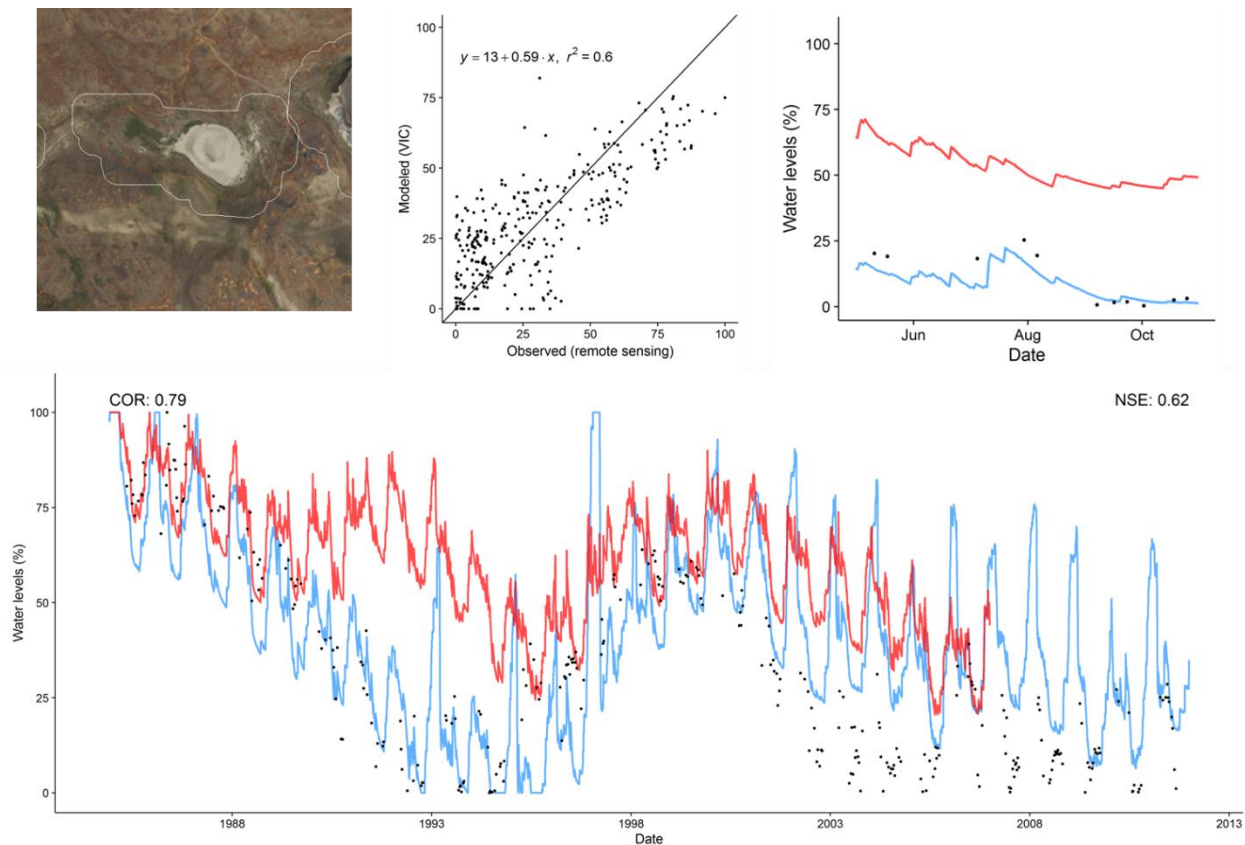 100
75
50
25
0
Modeled (VIC)
y = 13 + 0.59 · x, r² = 0.6
0 25 50 75 100
Observed (remote sensing)
100
75
50
25
0
Water levels (%)
Jun Aug Oct
Date
COR: 0.79
NSE: 0.62
100
75
50
25
0
Water levels (%)
1988 1993 1998 2003 2008 2013
Date